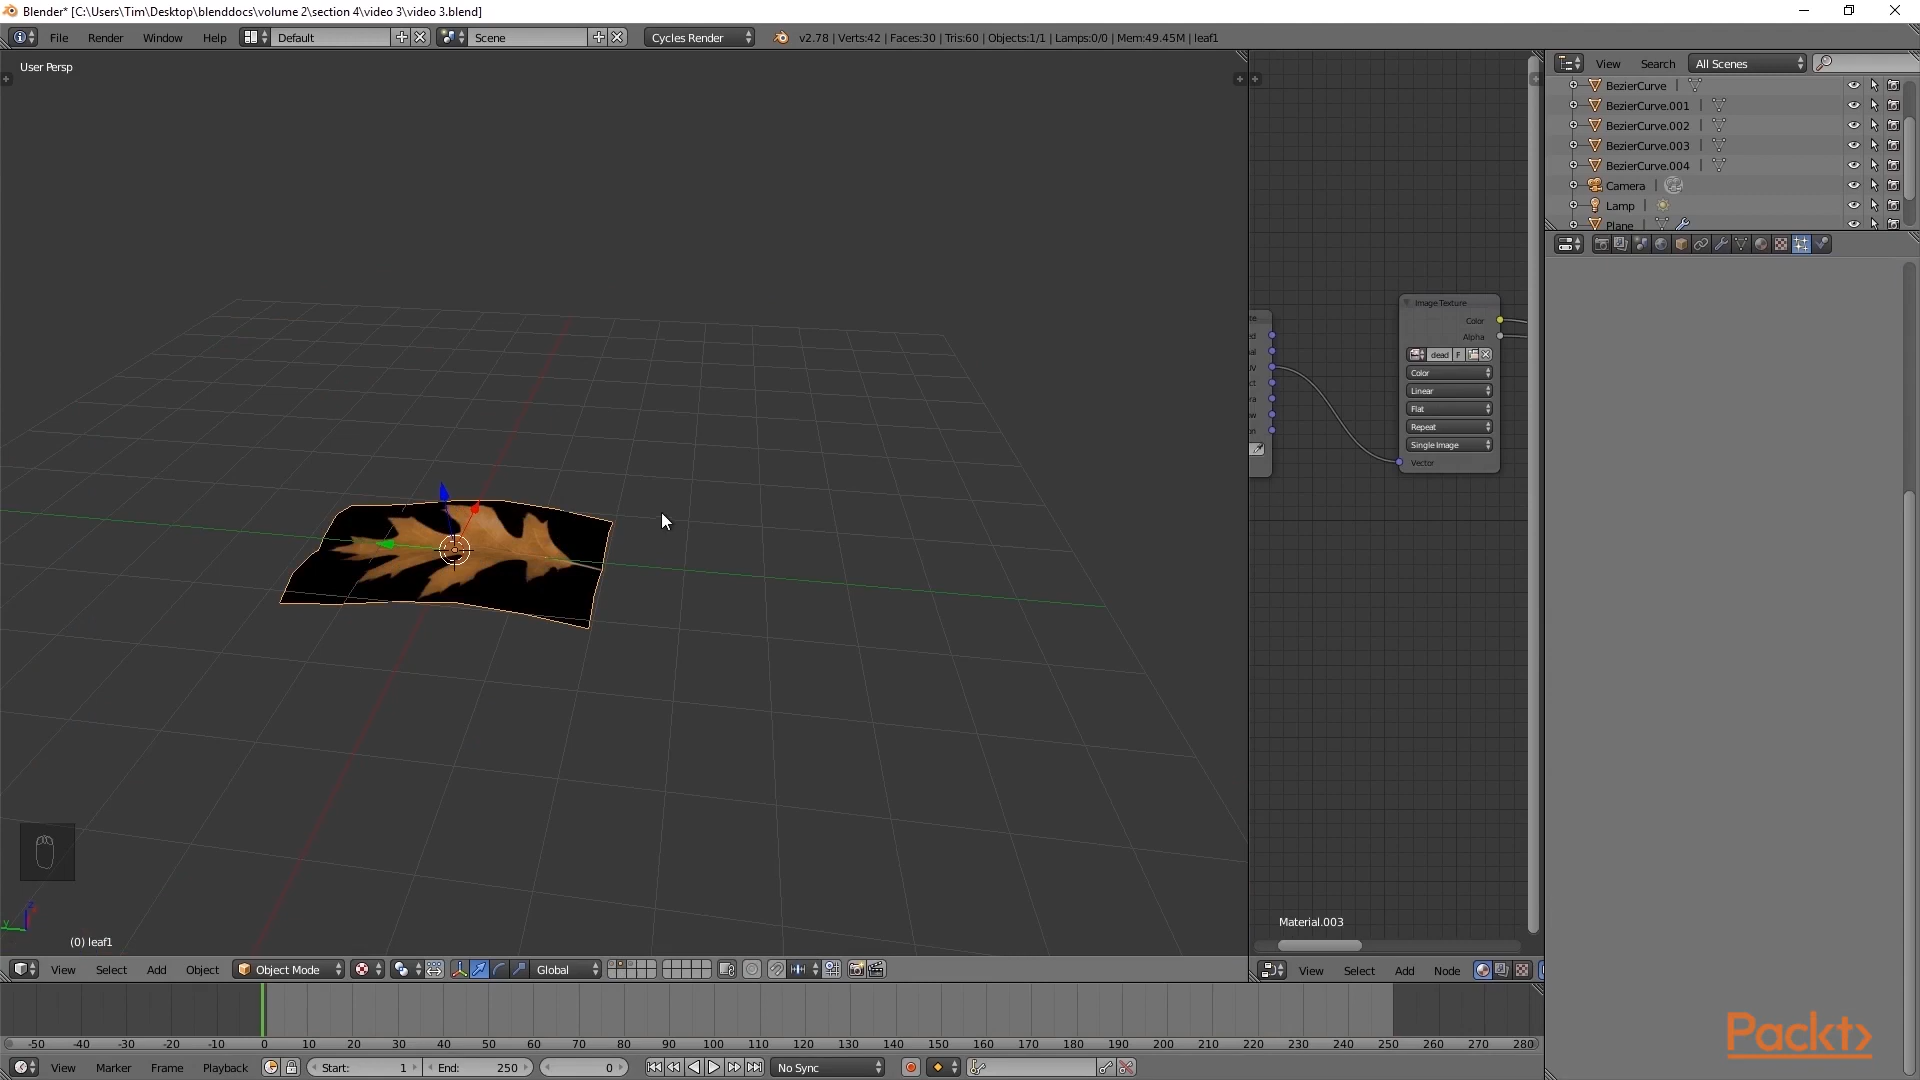 Blender* [C:\Users\Tim\Desktop\blenddocs\volume 2\section 4\video 3\video 3.blend]
File Render Window Help Default Scene Cycles Render v2.78 | Verts:42 | Faces:30 | Tris:60 | Objects:1/1 | Lamps:0/0 | Mem:49.45M | leaf1
User Persp
View Search All Scenes
BezierCurve
BezierCurve.001
BezierCurve.002
BezierCurve.003
BezierCurve.004
Camera
Lamp
Plane
Image Texture
Color
Alpha
dead F
Color
Linear
Flat
Repeat
Single Image
Vector
Material.003
(0) leaf1
View Select Add Object Object Mode Global
View Select Add Node
-50 -40 -30 -20 -10 0 10 20 30 40 50 60 70 80 90 100 110 120 130 140 150 160 170 180 190 200 210 220 230 240 250 260 270 280
View Marker Frame Playback Start: 1 End: 250 0 No Sync
Packt>